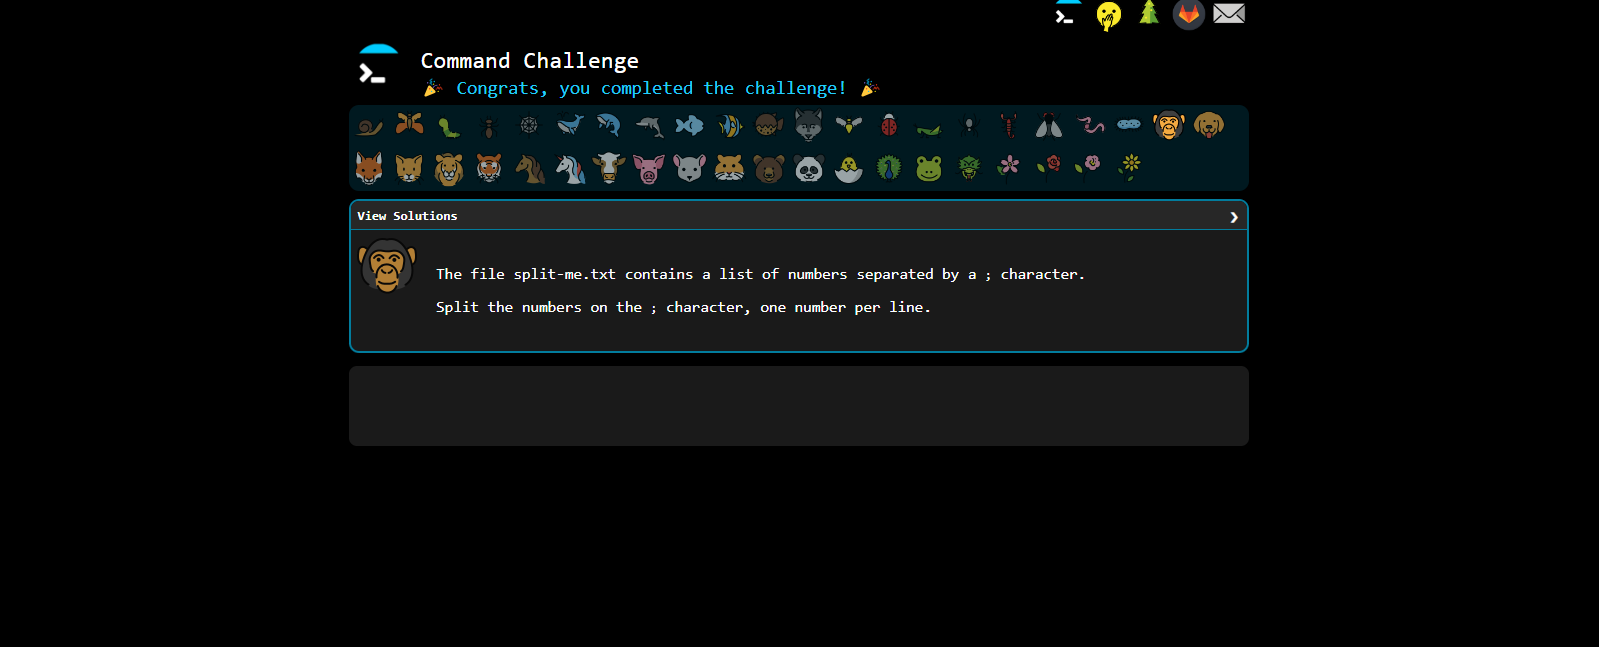 Command Challenge
🎉 Congrats, you completed the challenge! 🎉
View Solutions
The file split-me.txt contains a list of numbers separated by a ; character.
Split the numbers on the ; character, one number per line.